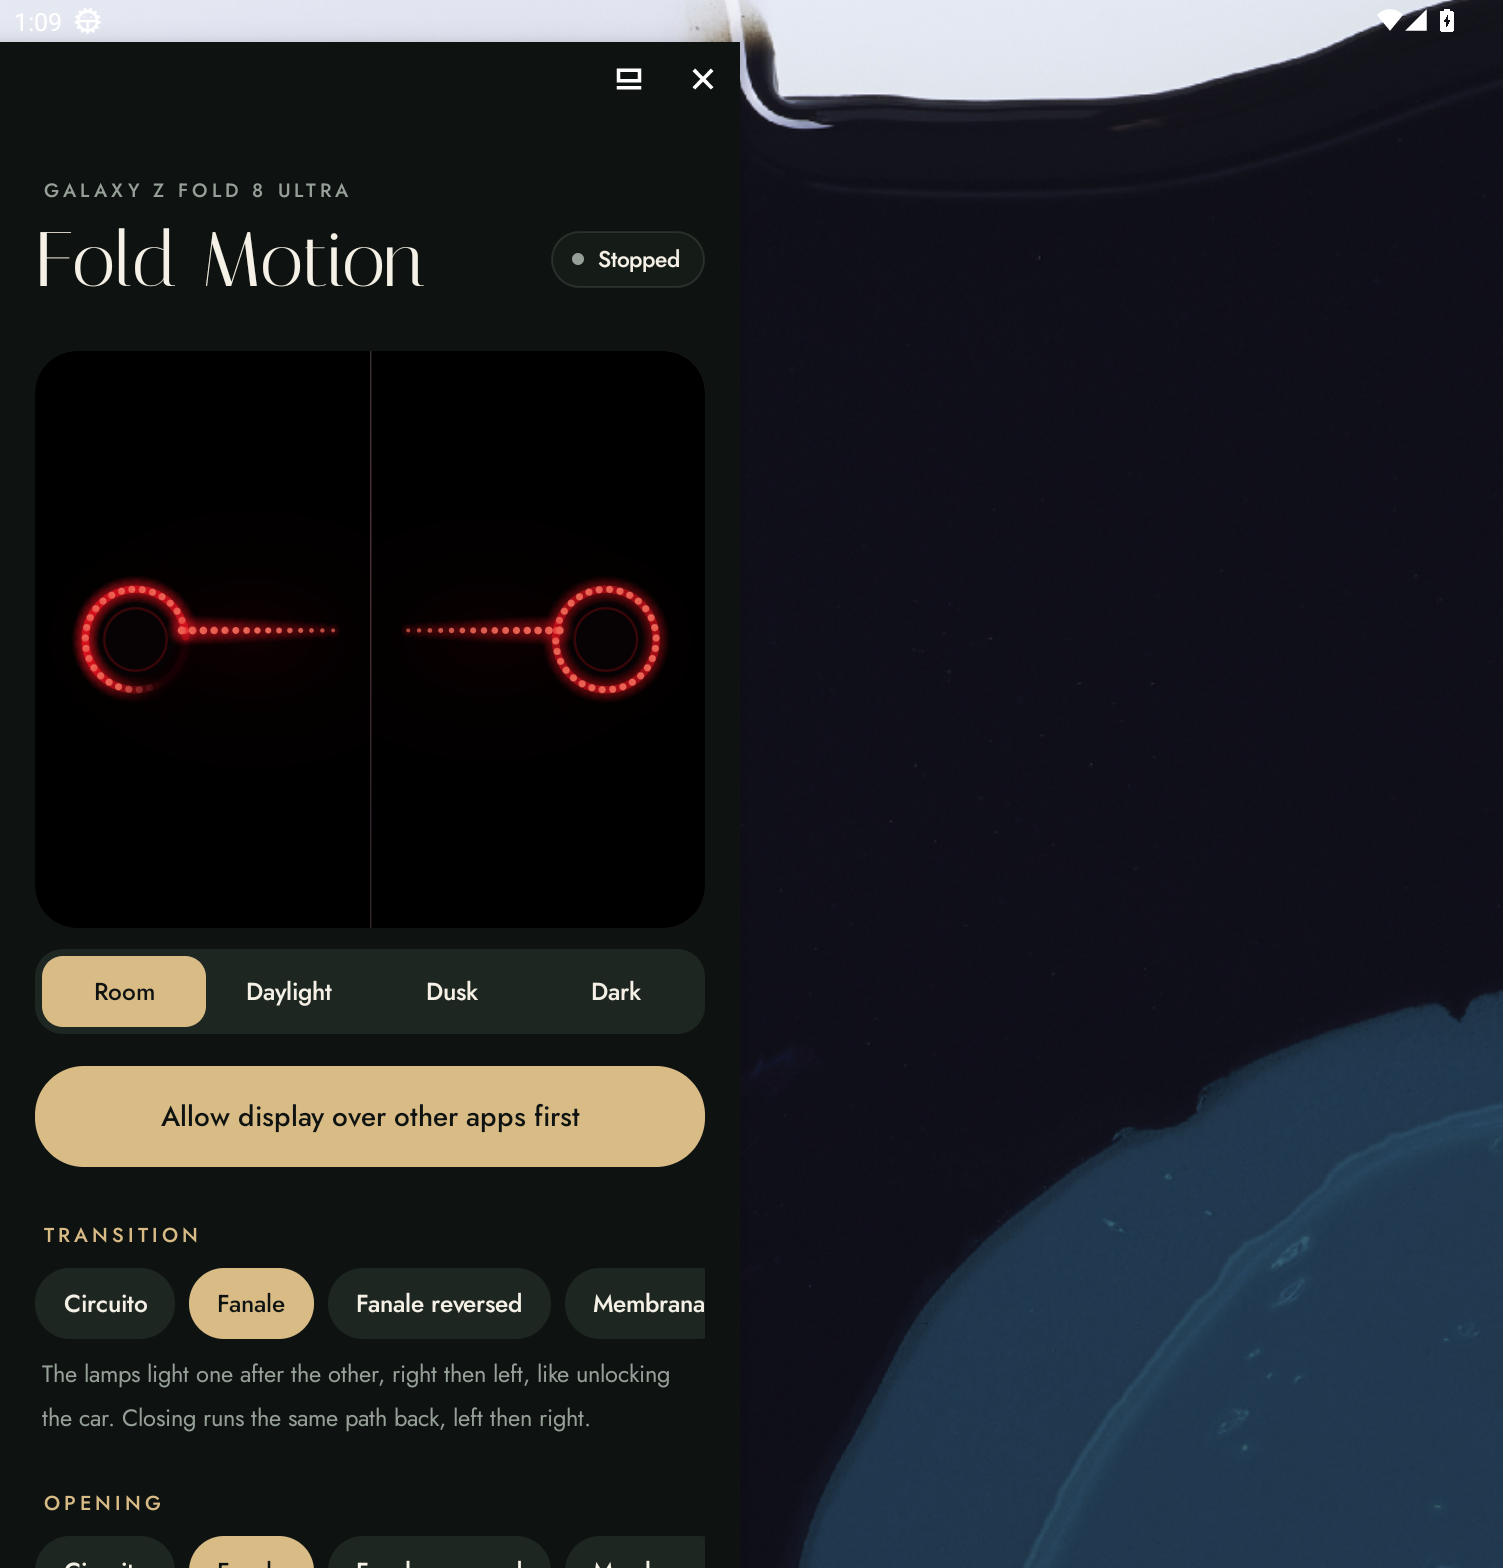 1:09
GALAXY Z FOLD 8 ULTRA
Fold Motion
Stopped
Room Daylight Dusk Dark
Allow display over other apps first
TRANSITION
Circuito Fanale Fanale reversed Membrana
The lamps light one after the other, right then left, like unlocking
the car. Closing runs the same path back, left then right.
OPENING